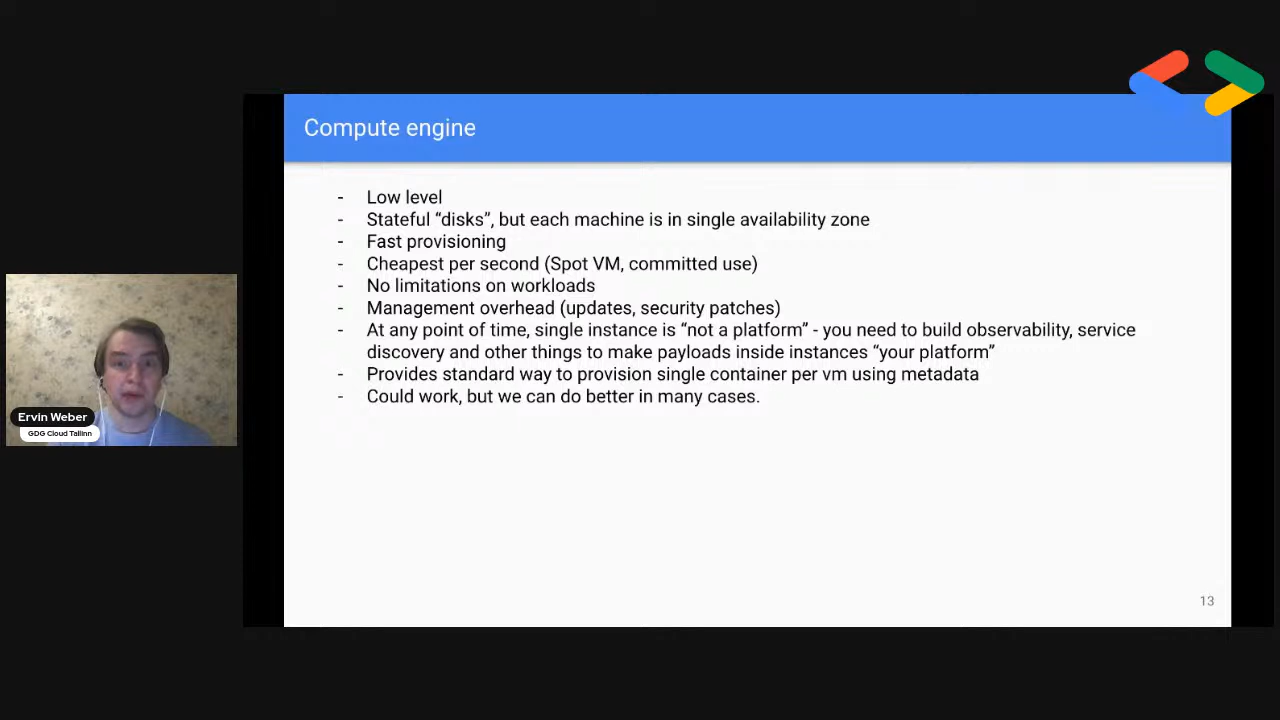 Compute engine
- Low level
- Stateful “disks”, but each machine is in single availability zone
- Fast provisioning
- Cheapest per second (Spot VM, committed use)
- No limitations on workloads
- Management overhead (updates, security patches)
- At any point of time, single instance is “not a platform” - you need to build observability, service
discovery and other things to make payloads inside instances “your platform”
- Provides standard way to provision single container per vm using metadata
- Could work, but we can do better in many cases.
13
Ervin Weber
GDG Cloud Tallinn